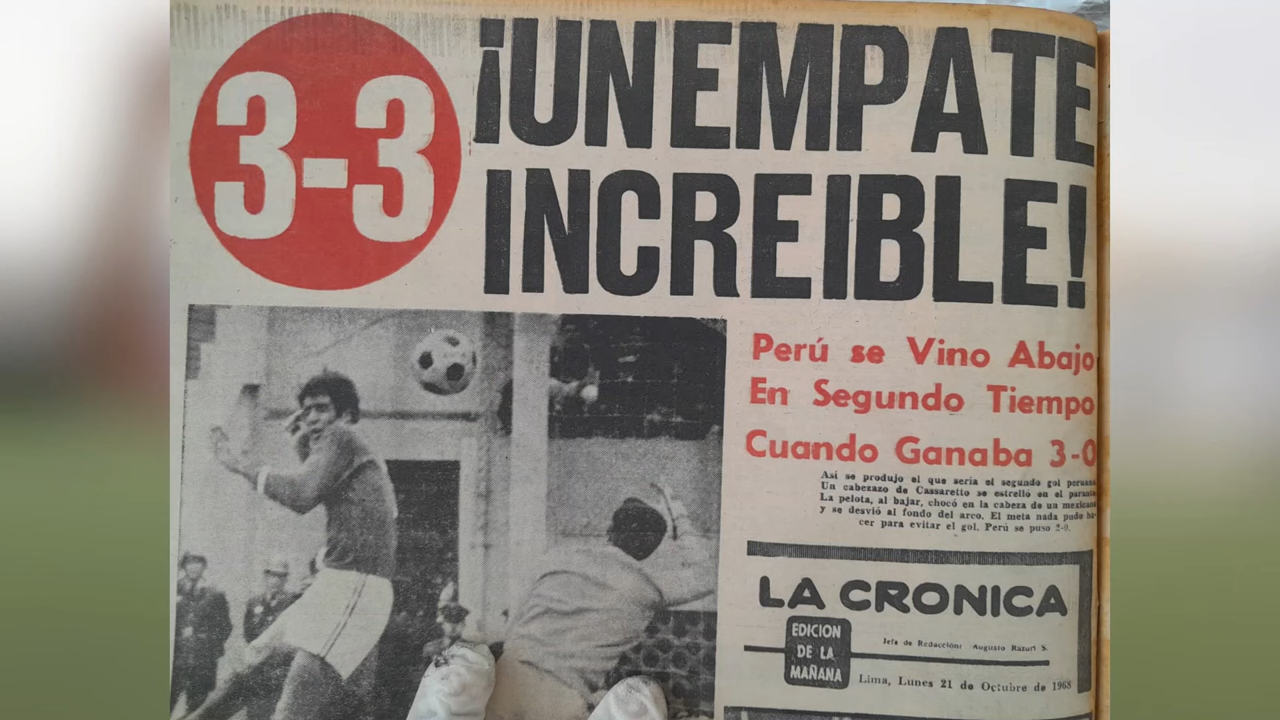 3-3
¡UN EMPATE
INCREIBLE!
Perú se Vino Abajo
En Segundo Tiempo
Cuando Ganaba 3-0
Así se produjo el que sería el segundo gol peruano.
Un cabezazo de Cassaretto se estrelló en el parante.
La pelota, al bajar, chocó en la cabeza de un mexicano
y se desvió al fondo del arco. El meta nada pudo ha-
cer para evitar el gol. Perú se puso 2-0.
LA CRONICA
EDICION
DE LA
MAÑANA
Jefe de Redacción: Augusto Razuri S.
Lima, Lunes 21 de Octubre de 1968